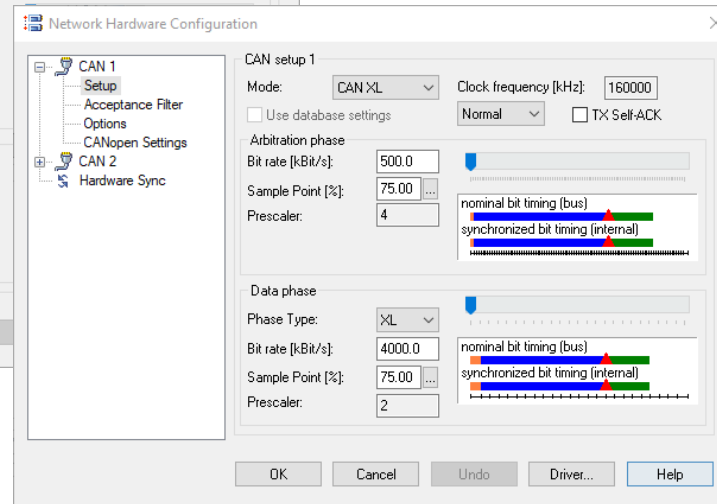 Network Hardware Configuration
CAN 1
Setup
Acceptance Filter
Options
CANopen Settings
CAN 2
Hardware Sync
CAN setup 1
Mode: CAN XL Clock frequency [kHz]: 160000
Use database settings Normal TX Self-ACK
Arbitration phase
Bit rate [kBit/s]: 500.0
Sample Point [%]: 75.00 ...
Prescaler: 4
nominal bit timing (bus)
synchronized bit timing (internal)
Data phase
Phase Type: XL
Bit rate [kBit/s]: 4000.0
Sample Point [%]: 75.00 ...
Prescaler: 2
nominal bit timing (bus)
synchronized bit timing (internal)
OK Cancel Undo Driver... Help